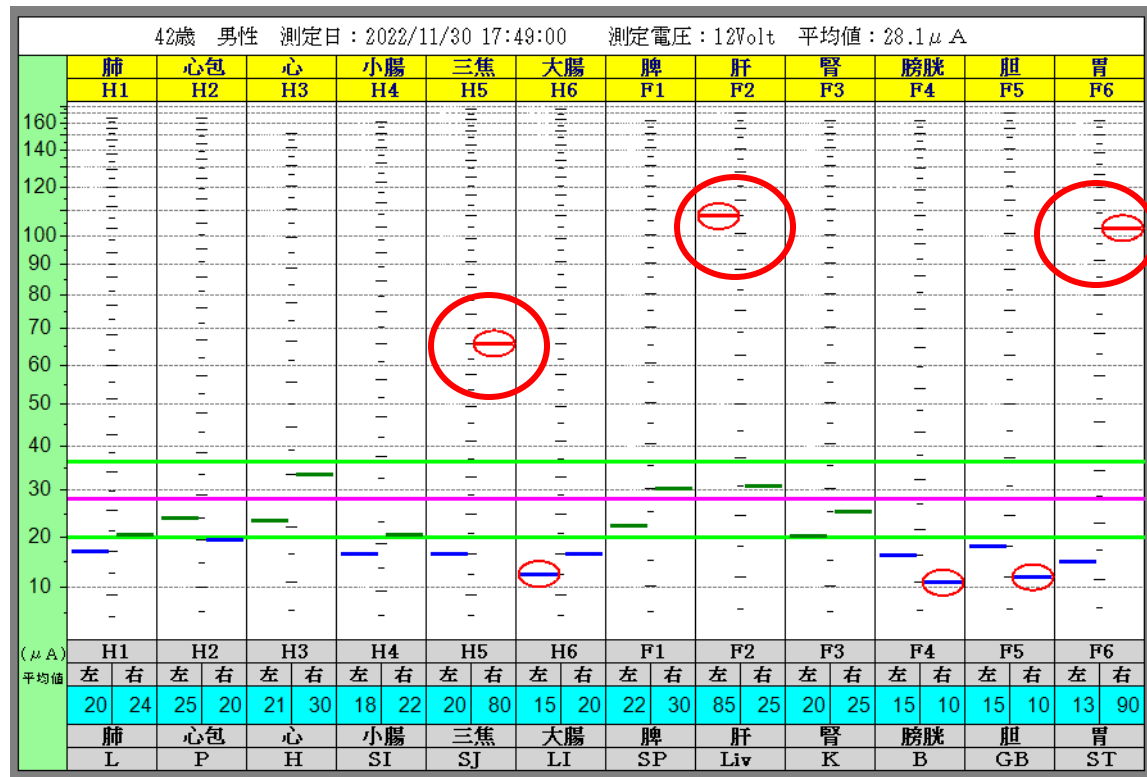 42歳 男性 測定日：2022/11/30 17:49:00 測定電圧：12Volt 平均値：28.1μA
肺 心包 心 小腸 三焦 大腸 脾 肝 腎 膀胱 胆 胃
H1 H2 H3 H4 H5 H6 F1 F2 F3 F4 F5 F6
160
140
120
100
90
80
70
60
50
40
30
20
10
(μA) H1 H2 H3 H4 H5 H6 F1 F2 F3 F4 F5 F6
平均値 左 右 左 右 左 右 左 右 左 右 左 右 左 右 左 右 左 右 左 右 左 右 左 右
20 24 25 20 21 30 18 22 20 80 15 20 22 30 85 25 20 25 15 10 15 10 13 90
肺 心包 心 小腸 三焦 大腸 脾 肝 腎 膀胱 胆 胃
L P H SI SJ LI SP Liv K B GB ST